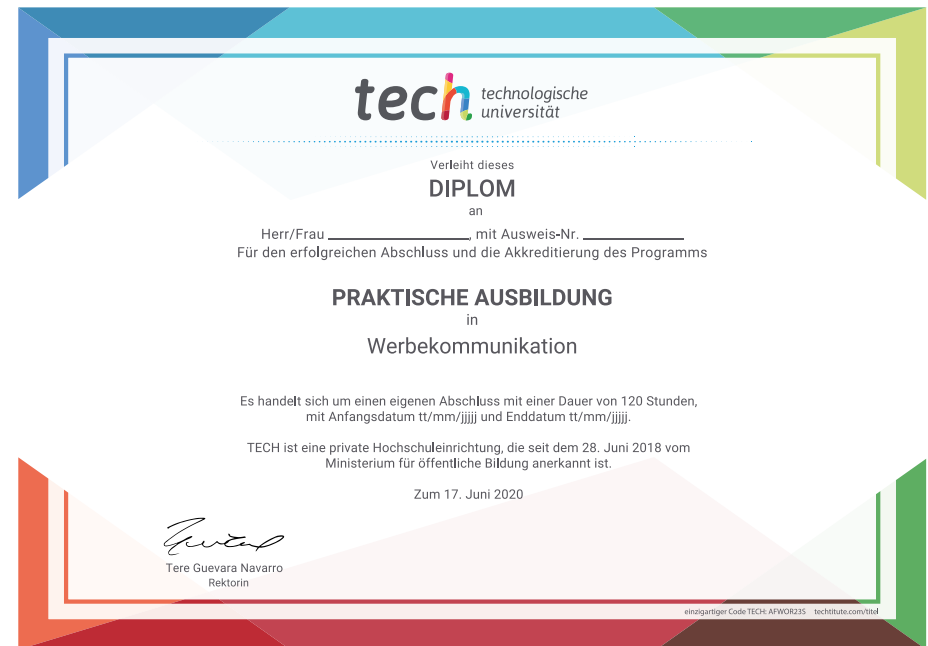 tech technologische
universität
Verleiht dieses
DIPLOM
an
Herr/Frau ____________, mit Ausweis-Nr. ____________
Für den erfolgreichen Abschluss und die Akkreditierung des Programms
PRAKTISCHE AUSBILDUNG
in
Werbekommunikation
Es handelt sich um einen eigenen Abschluss mit einer Dauer von 120 Stunden,
mit Anfangsdatum tt/mm/jjjjj und Enddatum tt/mm/jjjjj.
TECH ist eine private Hochschuleinrichtung, die seit dem 28. Juni 2018 vom
Ministerium für öffentliche Bildung anerkannt ist.
Zum 17. Juni 2020
Tere Guevara Navarro
Rektorin
einzigartiger Code TECH: AFWOR23S techtitute.com/titel